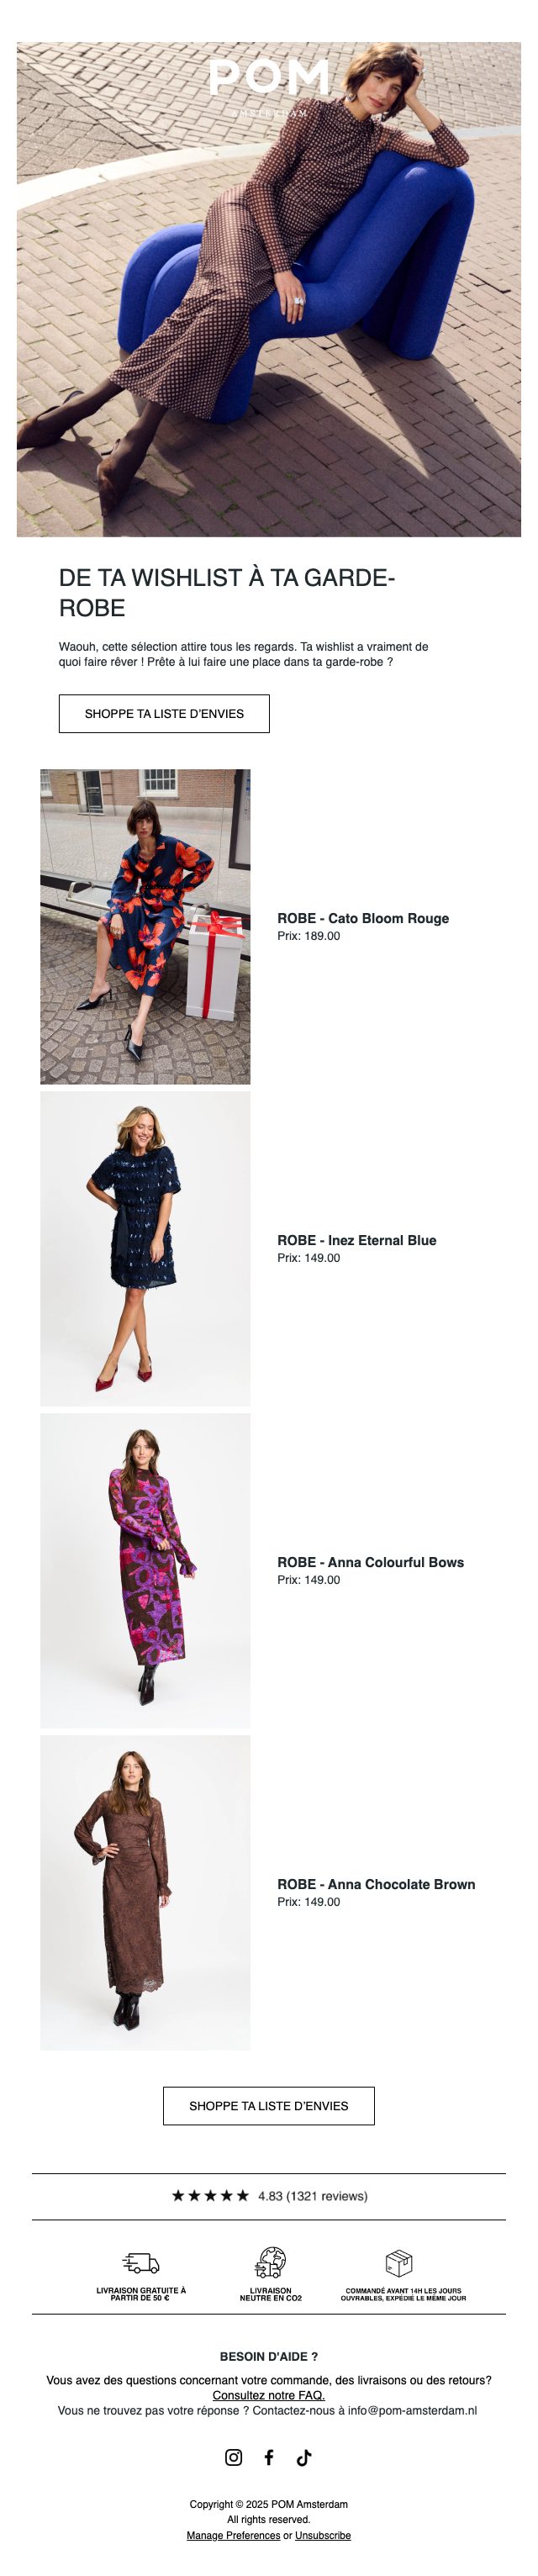 POM
AMSTERDAM
DE TA WISHLIST À TA GARDE-
ROBE
Waouh, cette sélection attire tous les regards. Ta wishlist a vraiment de
quoi faire rêver ! Prête à lui faire une place dans ta garde-robe ?
SHOPPE TA LISTE D'ENVIES
ROBE - Cato Bloom Rouge
Prix: 189.00
ROBE - Inez Eternal Blue
Prix: 149.00
ROBE - Anna Colourful Bows
Prix: 149.00
ROBE - Anna Chocolate Brown
Prix: 149.00
SHOPPE TA LISTE D'ENVIES
★★★★★ 4.83 (1321 reviews)
LIVRAISON GRATUITE À
PARTIR DE 50 €
LIVRAISON
NEUTRE EN CO2
COMMANDÉ AVANT 14H LES JOURS
OUVRABLES, EXPÉDIÉ LE MÊME JOUR
BESOIN D'AIDE ?
Vous avez des questions concernant votre commande, des livraisons ou des retours?
Consultez notre FAQ.
Vous ne trouvez pas votre réponse ? Contactez-nous à info@pom-amsterdam.nl
Copyright © 2025 POM Amsterdam
All rights reserved.
Manage Preferences or Unsubscribe